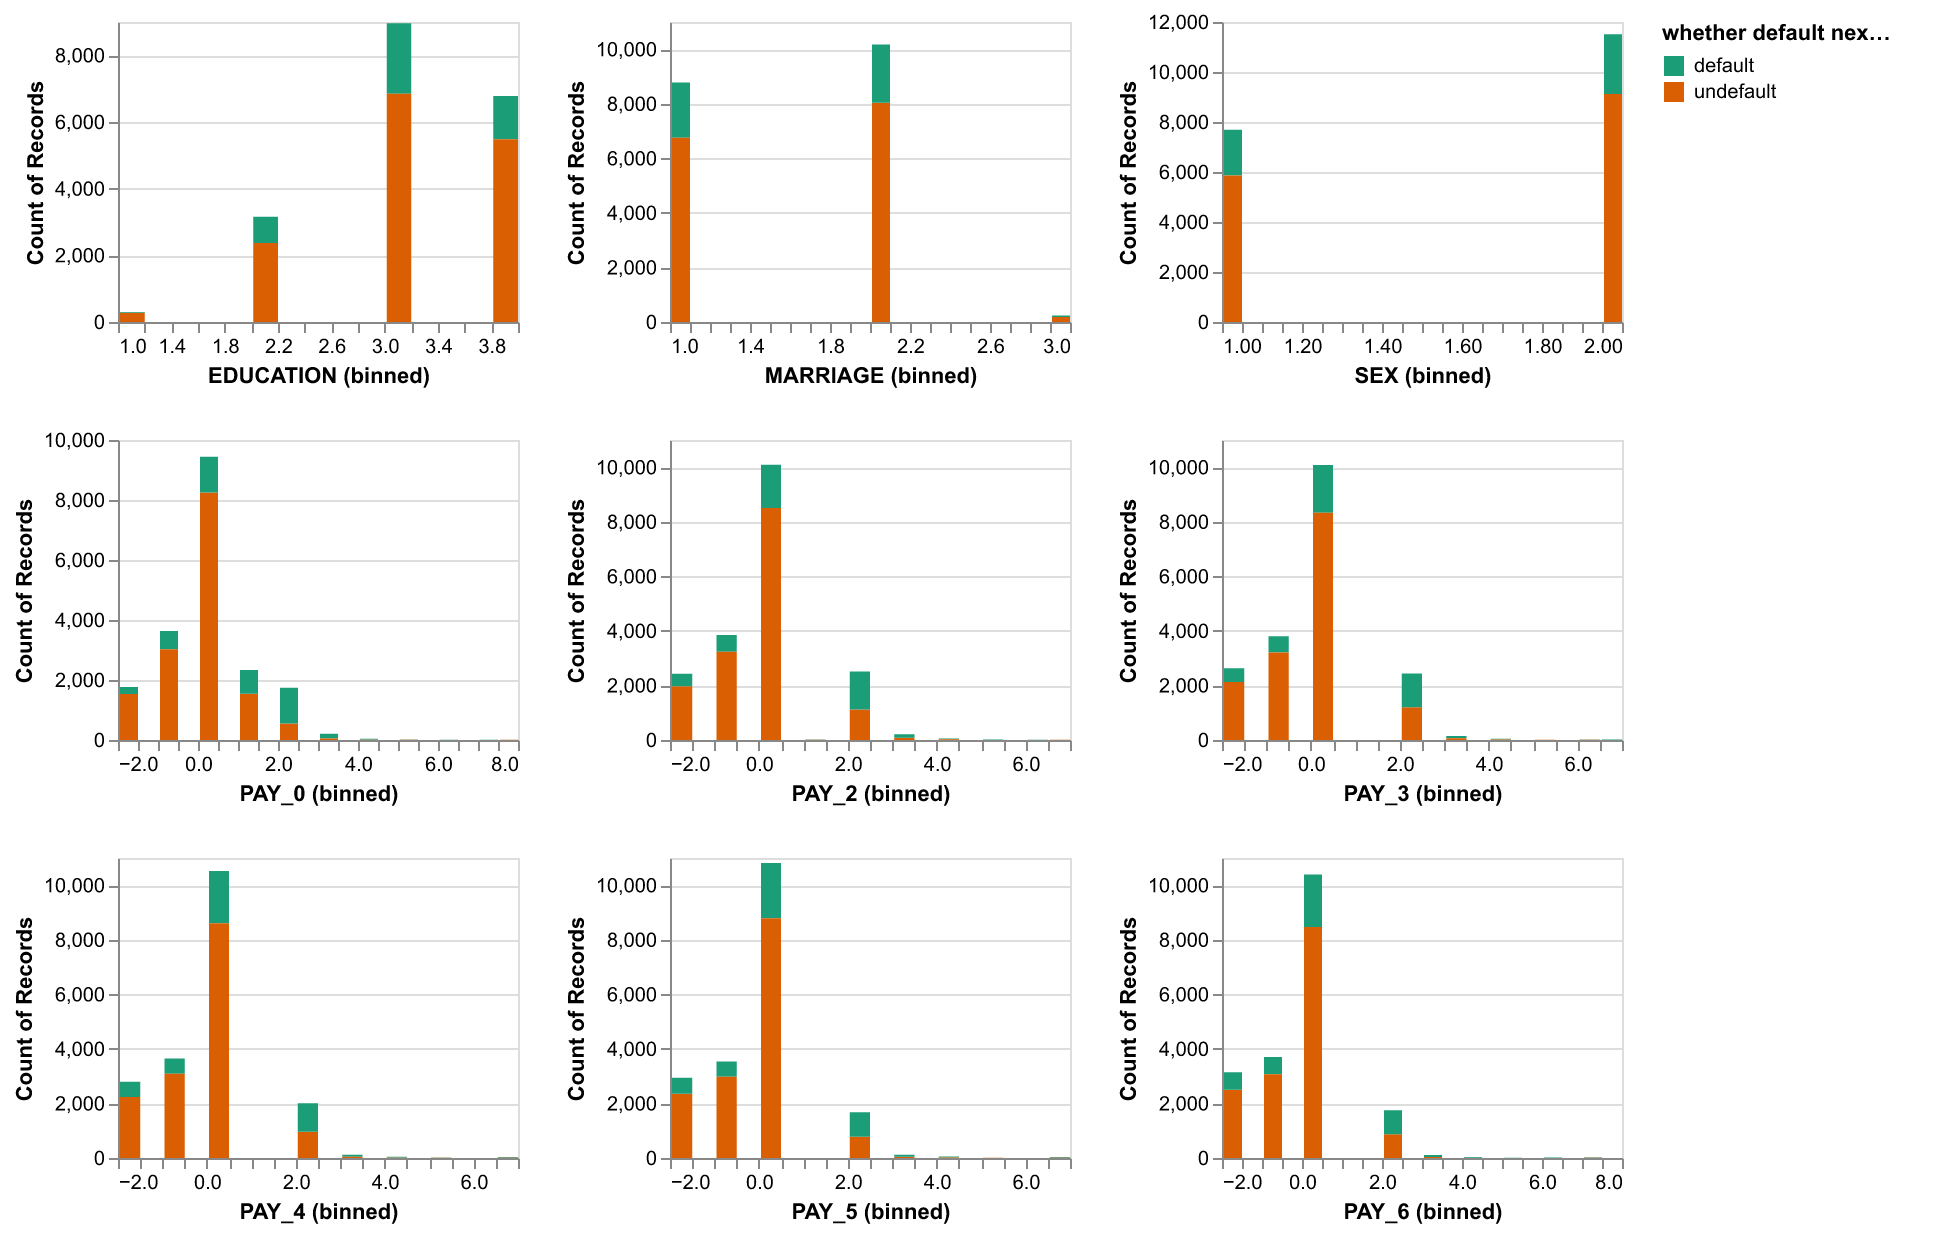 12,000
10,000
8,000
6,000
4,000
2,000
0
Count of Records
8,000
6,000
4,000
2,000
0
1.0 1.4 1.8 2.2 2.6 3.0 3.4 3.8
EDUCATION (binned)
Count of Records
10,000
8,000
6,000
4,000
2,000
0
1.0 1.4 1.8 2.2 2.6 3.0
MARRIAGE (binned)
Count of Records
1.00 1.20 1.40 1.60 1.80 2.00
SEX (binned)
whether default nex…
default
undefault
Count of Records
10,000
8,000
6,000
4,000
2,000
0
−2.0 0.0 2.0 4.0 6.0 8.0
PAY_0 (binned)
Count of Records
10,000
8,000
6,000
4,000
2,000
0
−2.0 0.0 2.0 4.0 6.0
PAY_2 (binned)
Count of Records
10,000
8,000
6,000
4,000
2,000
0
−2.0 0.0 2.0 4.0 6.0
PAY_3 (binned)
Count of Records
10,000
8,000
6,000
4,000
2,000
0
−2.0 0.0 2.0 4.0 6.0
PAY_4 (binned)
Count of Records
10,000
8,000
6,000
4,000
2,000
0
−2.0 0.0 2.0 4.0 6.0
PAY_5 (binned)
Count of Records
10,000
8,000
6,000
4,000
2,000
0
−2.0 0.0 2.0 4.0 6.0 8.0
PAY_6 (binned)